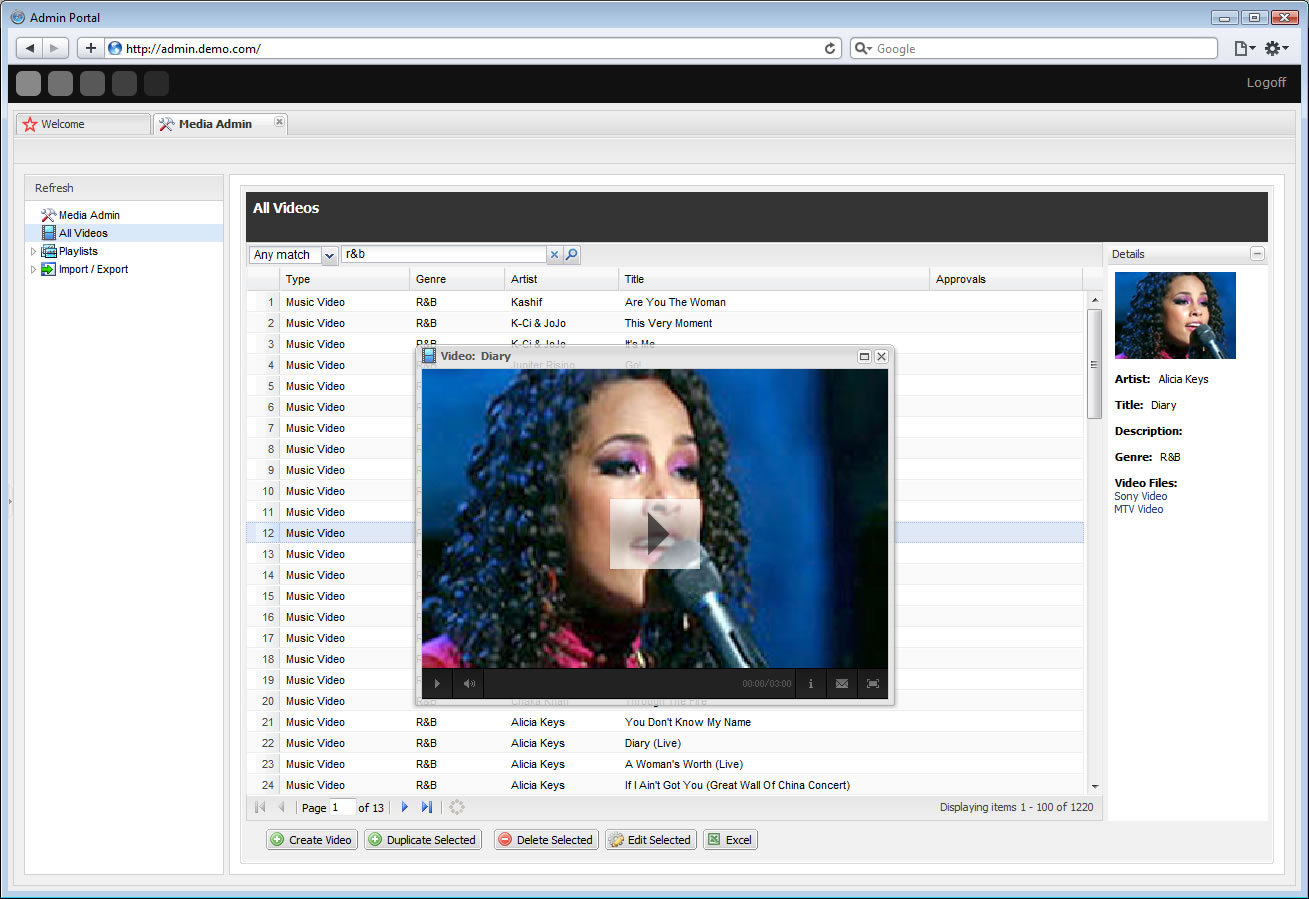 Admin Portal
http://admin.demo.com/
Google
Logoff
Welcome
Media Admin
Refresh
Media Admin
All Videos
Playlists
Import / Export
All Videos
Any match r&b
Type Genre Artist Title Approvals
1 Music Video R&B Kashif Are You The Woman
2 Music Video R&B K-Ci & JoJo This Very Moment
3 Music Video R&B K-Ci & JoJo It's Me
4 Music Video R&B Jupiter Rising Go!
5 Music Video
6 Music Video
7 Music Video
8 Music Video
9 Music Video
10 Music Video
11 Music Video
12 Music Video
13 Music Video
14 Music Video
15 Music Video
16 Music Video
17 Music Video
18 Music Video
19 Music Video
20 Music Video R&B Chaka Khan Through The Fire
21 Music Video R&B Alicia Keys You Don't Know My Name
22 Music Video R&B Alicia Keys Diary (Live)
23 Music Video R&B Alicia Keys A Woman's Worth (Live)
24 Music Video R&B Alicia Keys If I Ain't Got You (Great Wall Of China Concert)
Video: Diary
00:00/03:00
Page 1 of 13
Displaying items 1 - 100 of 1220
Create Video
Duplicate Selected
Delete Selected
Edit Selected
Excel
Details
Artist: Alicia Keys
Title: Diary
Description:
Genre: R&B
Video Files:
Sony Video
MTV Video